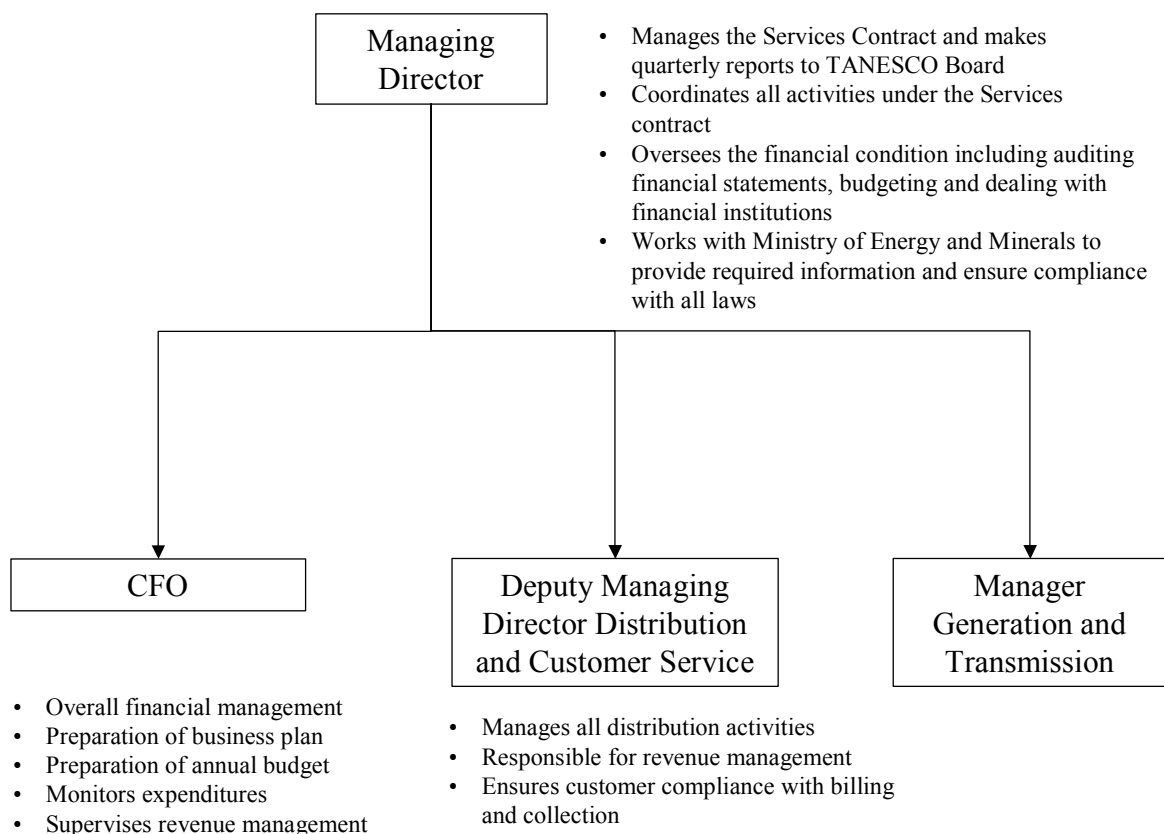 Managing
Director
• Manages the Services Contract and makes
quarterly reports to TANESCO Board
• Coordinates all activities under the Services
contract
• Oversees the financial condition including auditing
financial statements, budgeting and dealing with
financial institutions
• Works with Ministry of Energy and Minerals to
provide required information and ensure compliance
with all laws
CFO
• Overall financial management
• Preparation of business plan
• Preparation of annual budget
• Monitors expenditures
• Supervises revenue management
Deputy Managing
Director Distribution
and Customer Service
• Manages all distribution activities
• Responsible for revenue management
• Ensures customer compliance with billing
and collection
Manager
Generation and
Transmission